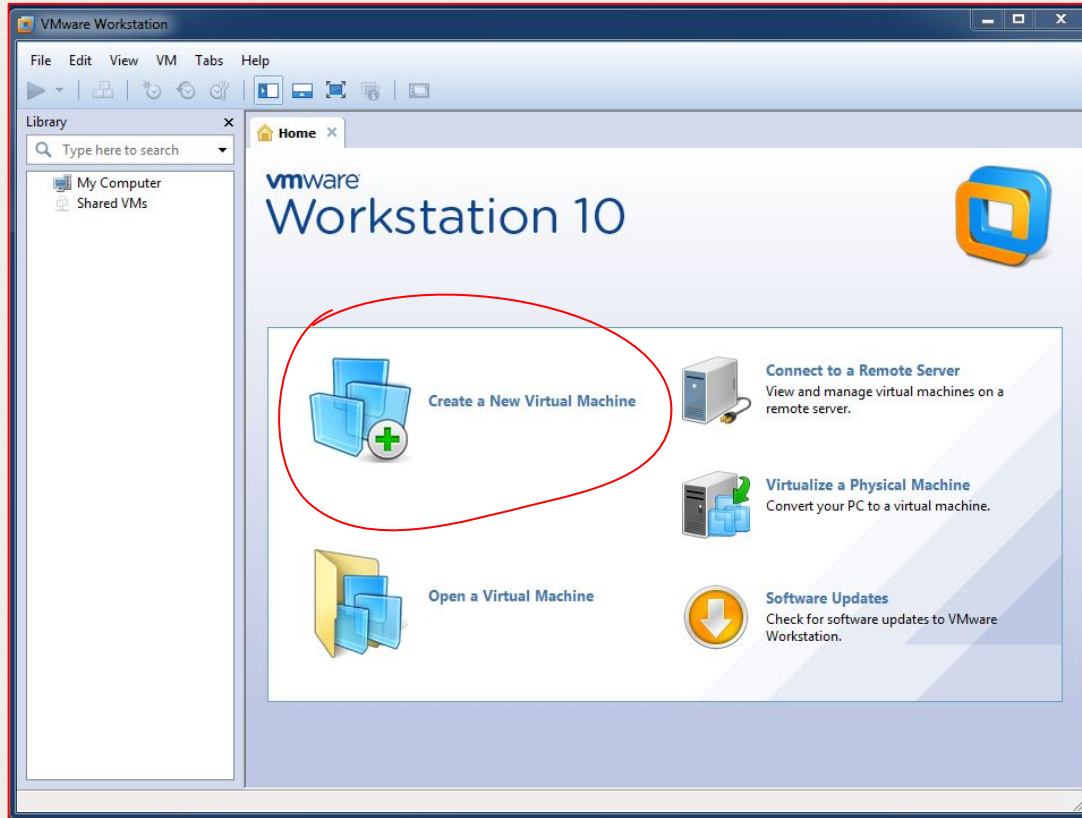 VMware Workstation
File Edit View VM Tabs Help
Library
Type here to search
My Computer
Shared VMs
Home
vmware
Workstation 10
Create a New Virtual Machine
Open a Virtual Machine
Connect to a Remote Server
View and manage virtual machines on a
remote server.
Virtualize a Physical Machine
Convert your PC to a virtual machine.
Software Updates
Check for software updates to VMware
Workstation.